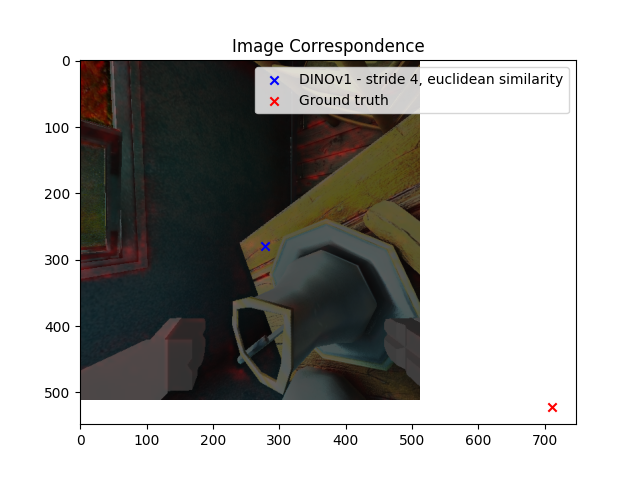 Image Correspondence
DINOv1 - stride 4, euclidean similarity
Ground truth
0
100
200
300
400
500
0 100 200 300 400 500 600 700